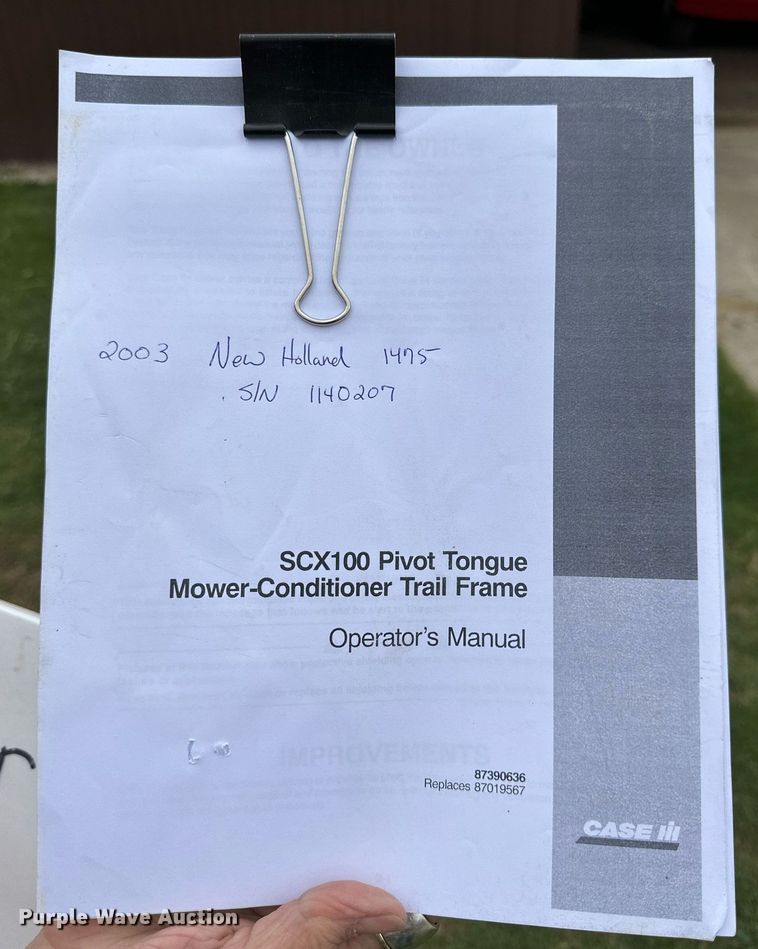 2003 New Holland 1475
S/N 1140207
SCX100 Pivot Tongue
Mower-Conditioner Trail Frame
Operator's Manual
IMPROVEMENTS
87390636
Replaces 87019567
CASE IH
Purple Wave Auction